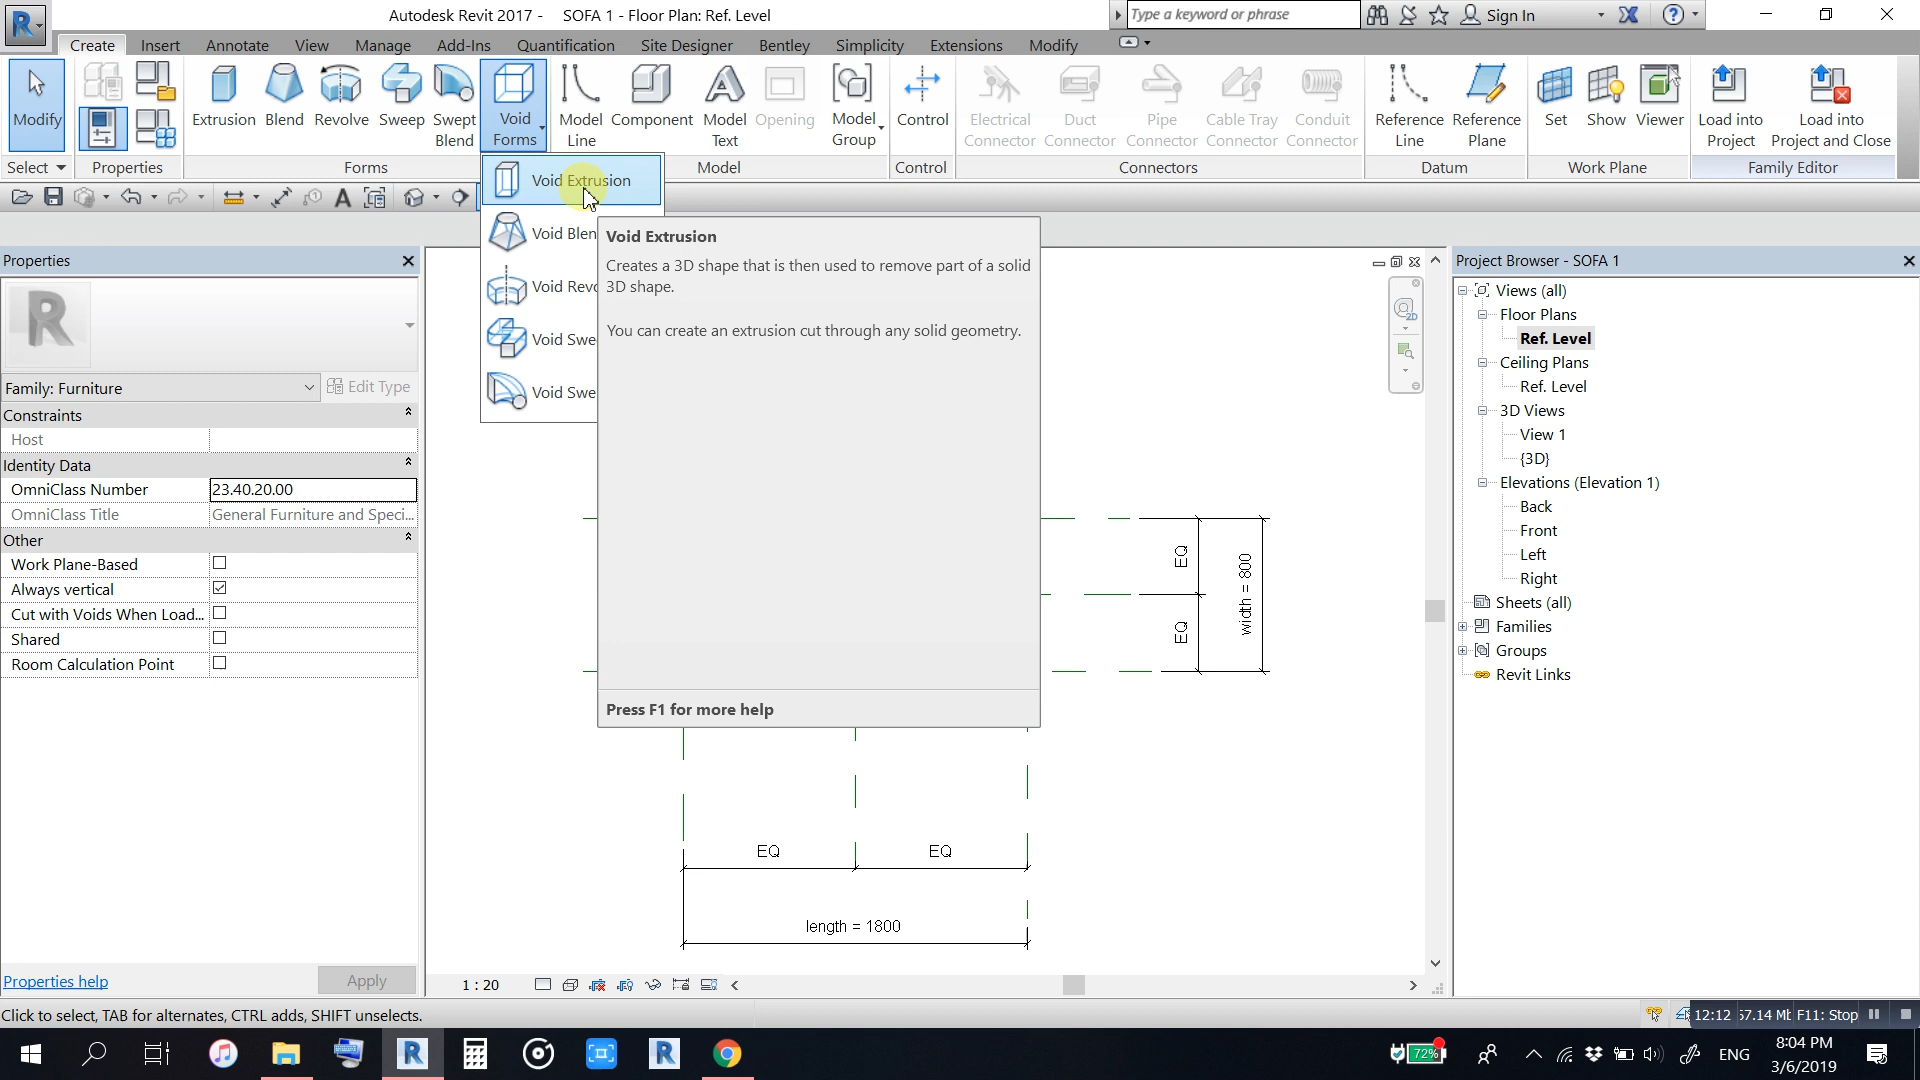 Autodesk Revit 2017 - SOFA 1 - Floor Plan: Ref. Level
Type a keyword or phrase
Sign In
Create Insert Annotate View Manage Add-Ins Quantification Site Designer Bentley Simplicity Extensions Modify
Modify
Extrusion
Blend
Revolve
Sweep
Swept
Blend
Void
Forms
Model
Line
Component
Model
Text
Opening
Model
Group
Control
Electrical
Connector
Duct
Connector
Pipe
Connector
Cable Tray
Connector
Conduit
Connector
Reference
Line
Reference
Plane
Set
Show
Viewer
Load into
Project
Load into
Project and Close
Select
Properties
Forms
Model
Control
Connectors
Datum
Work Plane
Family Editor
Void Extrusion
Void Blen
Void Revo
Void Swe
Void Swe
Void Extrusion
Creates a 3D shape that is then used to remove part of a solid
3D shape.
You can create an extrusion cut through any solid geometry.
Press F1 for more help
Properties
R
Family: Furniture
Edit Type
Constraints
Host
Identity Data
OmniClass Number 23.40.20.00
OmniClass Title General Furniture and Speci...
Other
Work Plane-Based
Always vertical
Cut with Voids When Load...
Shared
Room Calculation Point
Properties help
Apply
2D
EQ
EQ
width = 800
EQ
EQ
length = 1800
1 : 20
Project Browser - SOFA 1
Views (all)
Floor Plans
Ref. Level
Ceiling Plans
Ref. Level
3D Views
View 1
{3D}
Elevations (Elevation 1)
Back
Front
Left
Right
Sheets (all)
Families
Groups
Revit Links
Click to select, TAB for alternates, CTRL adds, SHIFT unselects.
12:12 57.14 Mt F11: Stop
72%
ENG
8:04 PM
3/6/2019